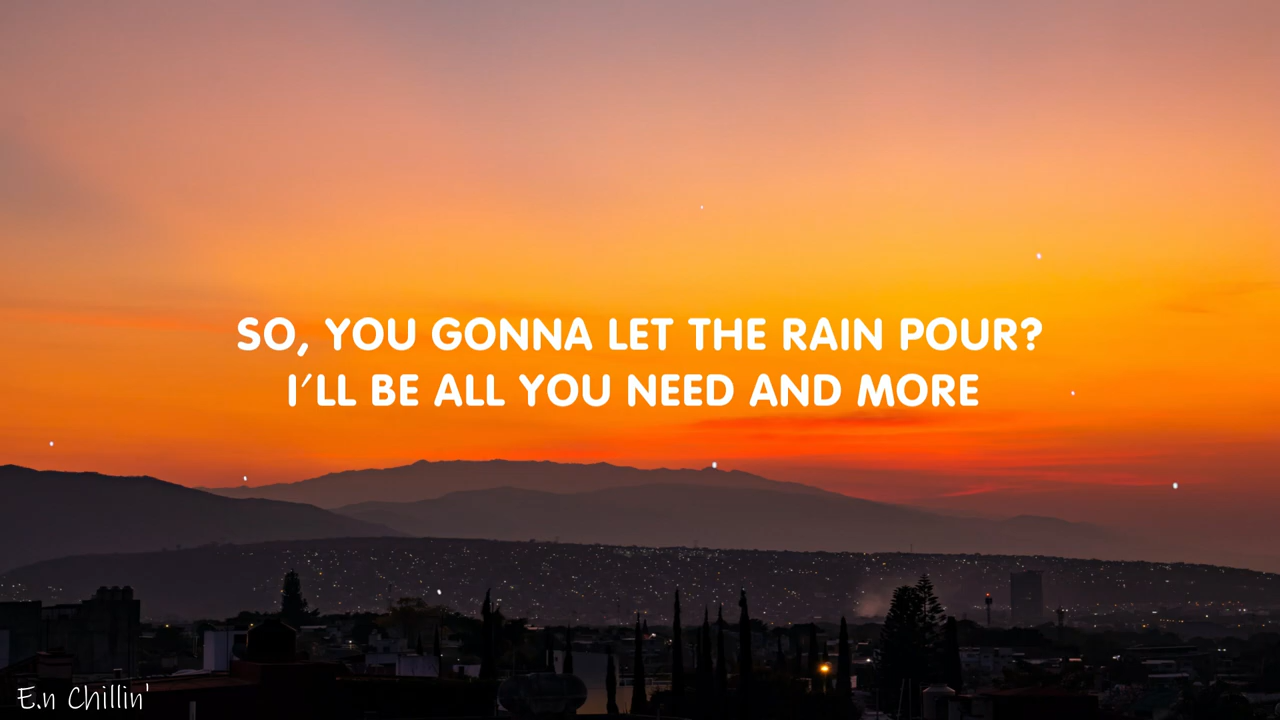 SO, YOU GONNA LET THE RAIN POUR?
I'LL BE ALL YOU NEED AND MORE
E.n Chillin'